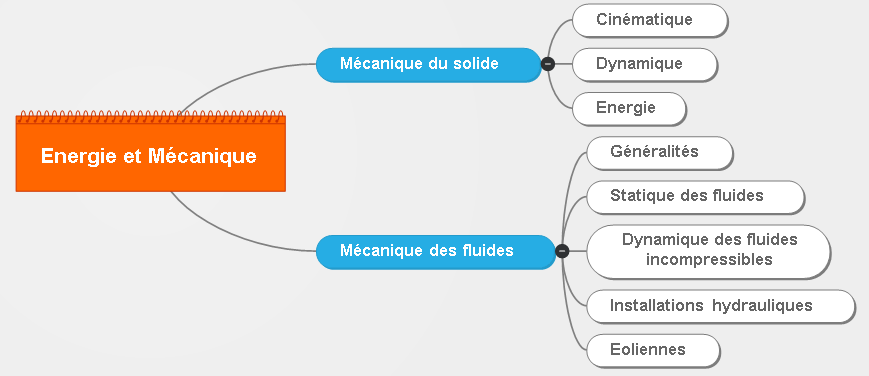 Energie et Mécanique
Mécanique du solide
Cinématique
Dynamique
Energie
Mécanique des fluides
Généralités
Statique des fluides
Dynamique des fluides
incompressibles
Installations hydrauliques
Eoliennes